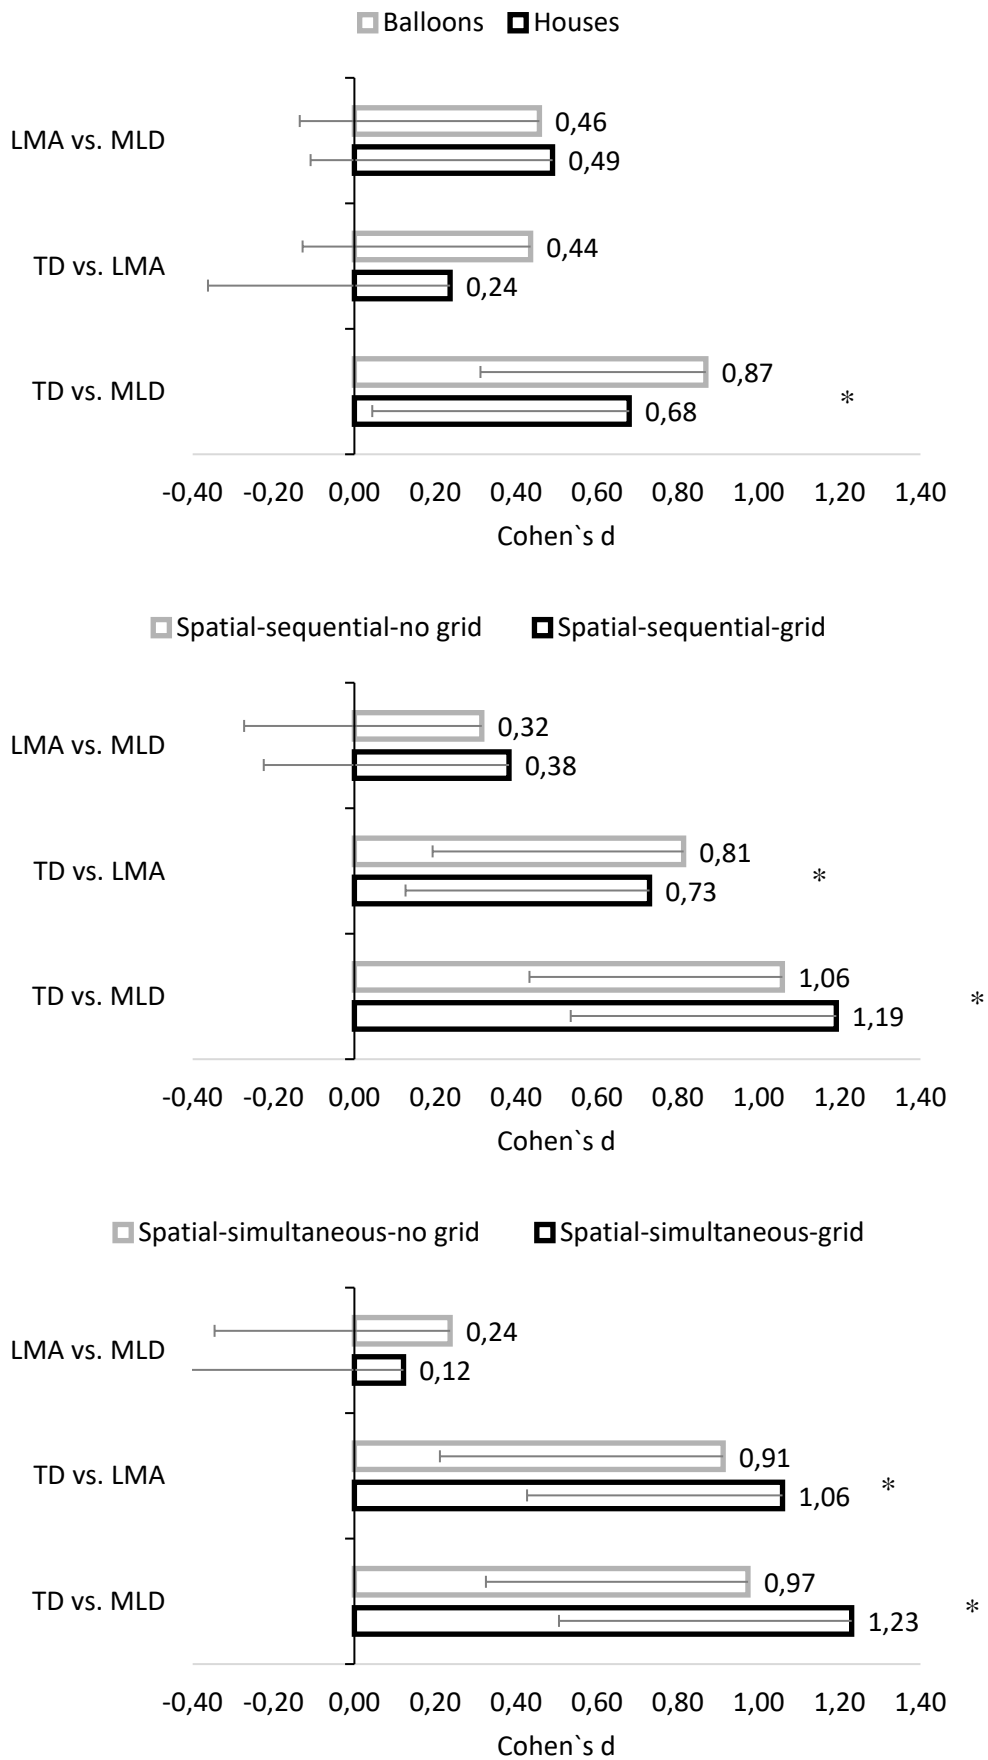 Balloons Houses
LMA vs. MLD
0,46
0,49
TD vs. LMA
0,44
0,24
TD vs. MLD
0,87
0,68
*
-0,40 -0,20 0,00 0,20 0,40 0,60 0,80 1,00 1,20 1,40
Cohen`s d
Spatial-sequential-no grid Spatial-sequential-grid
LMA vs. MLD
0,32
0,38
TD vs. LMA
0,81
0,73
*
TD vs. MLD
1,06
1,19
*
-0,40 -0,20 0,00 0,20 0,40 0,60 0,80 1,00 1,20 1,40
Cohen`s d
Spatial-simultaneous-no grid Spatial-simultaneous-grid
LMA vs. MLD
0,24
0,12
TD vs. LMA
0,91
1,06
*
TD vs. MLD
0,97
1,23
*
-0,40 -0,20 0,00 0,20 0,40 0,60 0,80 1,00 1,20 1,40
Cohen`s d